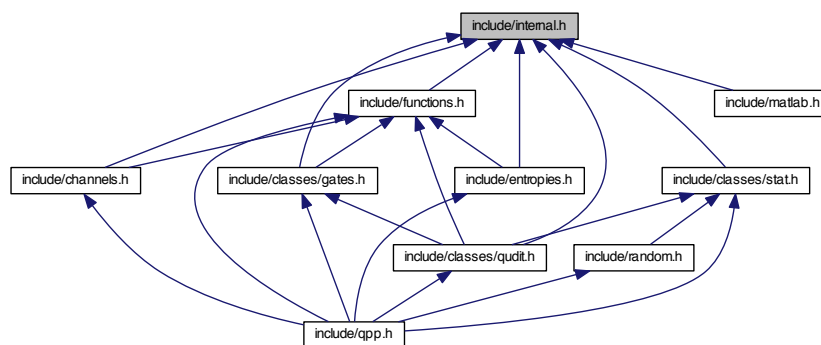 include/internal.h
include/functions.h
include/matlab.h
include/channels.h
include/classes/gates.h
include/entropies.h
include/classes/stat.h
include/classes/qudit.h
include/random.h
include/qpp.h